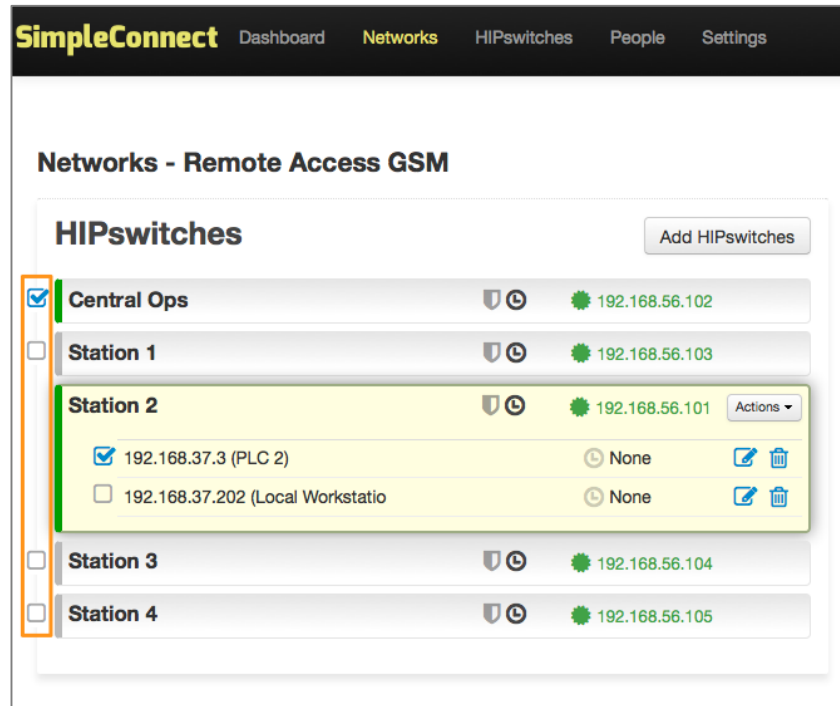 SimpleConnect Dashboard Networks HIPswitches People Settings
Networks - Remote Access GSM
HIPswitches Add HIPswitches
Central Ops 192.168.56.102
Station 1 192.168.56.103
Station 2 192.168.56.101 Actions
192.168.37.3 (PLC 2) None
192.168.37.202 (Local Workstatio None
Station 3 192.168.56.104
Station 4 192.168.56.105